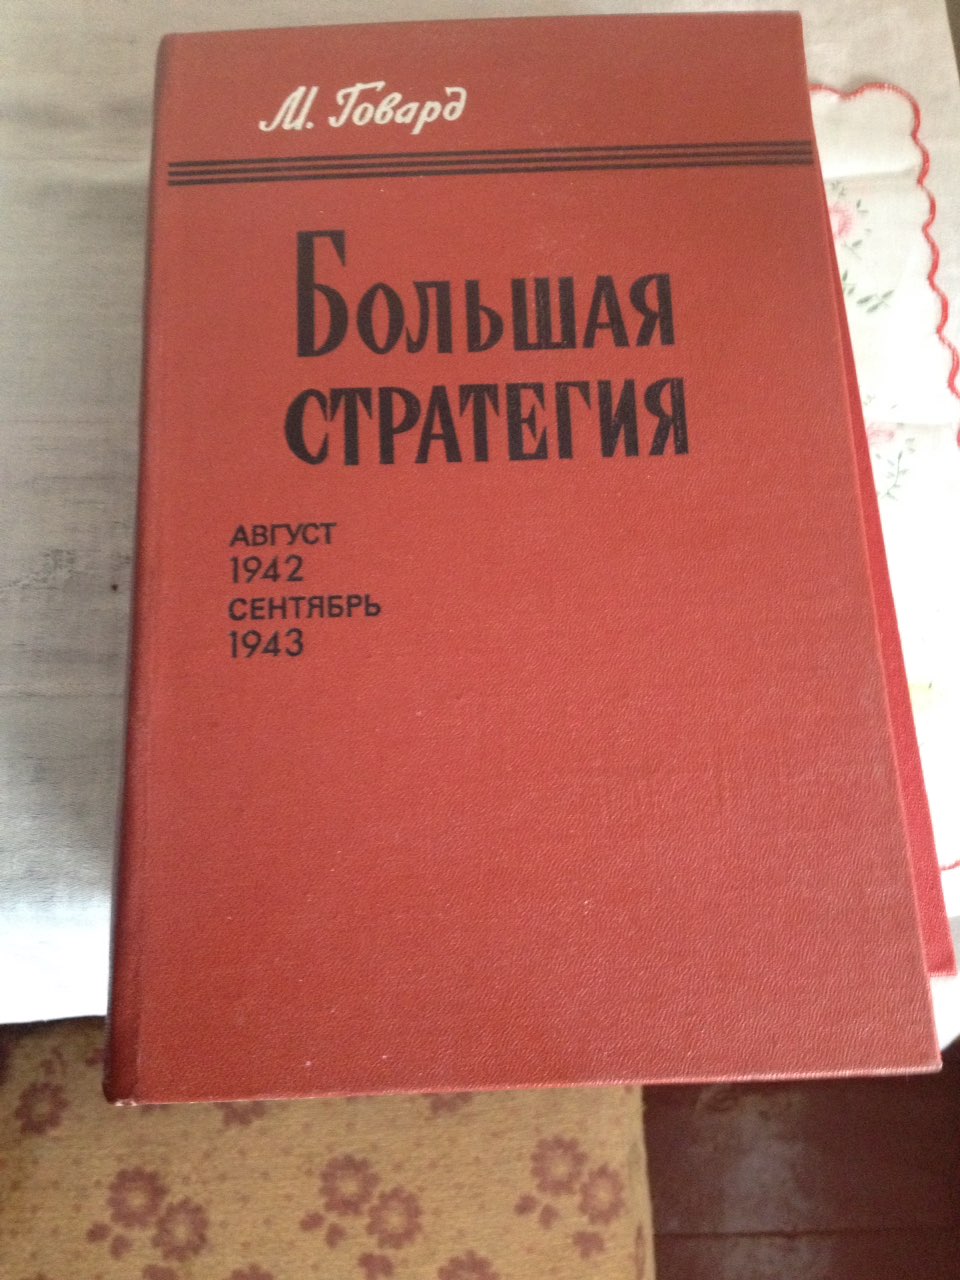 М. Говард
Большая
стратегия
АВГУСТ
1942
СЕНТЯБРЬ
1943